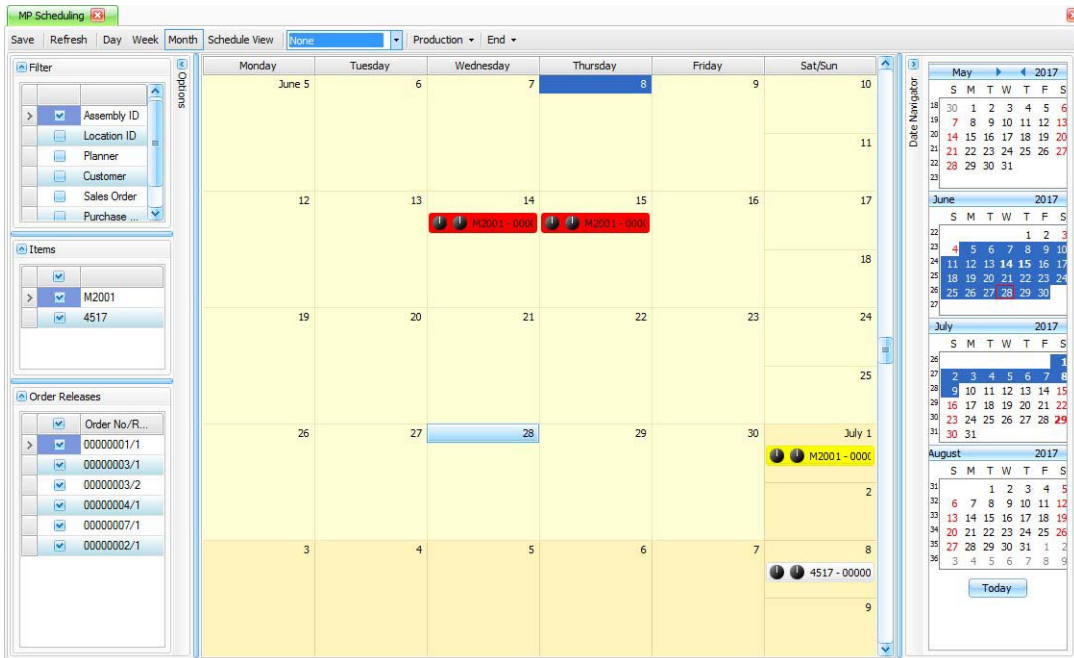 MP Scheduling
Save Refresh Day Week Month Schedule View None Production End
Filter
Assembly ID
Location ID
Planner
Customer
Sales Order
Purchase ...
Items
M2001
4517
Order Releases
Order No/R...
00000001/1
00000003/1
00000003/2
00000004/1
00000007/1
00000002/1
Options
Monday Tuesday Wednesday Thursday Friday Sat/Sun
June 5 6 7 8 9 10
11
12 13 14 15 16 17
M2001 - 000( M2001 - 000(
18
19 20 21 22 23 24
25
26 27 28 29 30 July 1
M2001 - 000(
2
3 4 5 6 7 8
4517 - 00000
9
Date Navigator
May 2017
S M T W T F S
18 30 1 2 3 4 5 6
19 7 8 9 10 11 12 13
20 14 15 16 17 18 19 20
21 21 22 23 24 25 26 27
22 28 29 30 31
23
June 2017
S M T W T F S
22 1 2 3
23 4 5 6 7 8 9 10
24 11 12 13 14 15 16 17
25 18 19 20 21 22 23 24
26 25 26 27 28 29 30
27
July 2017
S M T W T F S
26 1
27 2 3 4 5 6 7 8
28 9 10 11 12 13 14 15
29 16 17 18 19 20 21 22
30 23 24 25 26 27 28 29
31 30 31
August 2017
S M T W T F S
31 1 2 3 4 5
32 6 7 8 9 10 11 12
33 13 14 15 16 17 18 19
34 20 21 22 23 24 25 26
35 27 28 29 30 31 1 2
36 3 4 5 6 7 8 9
Today